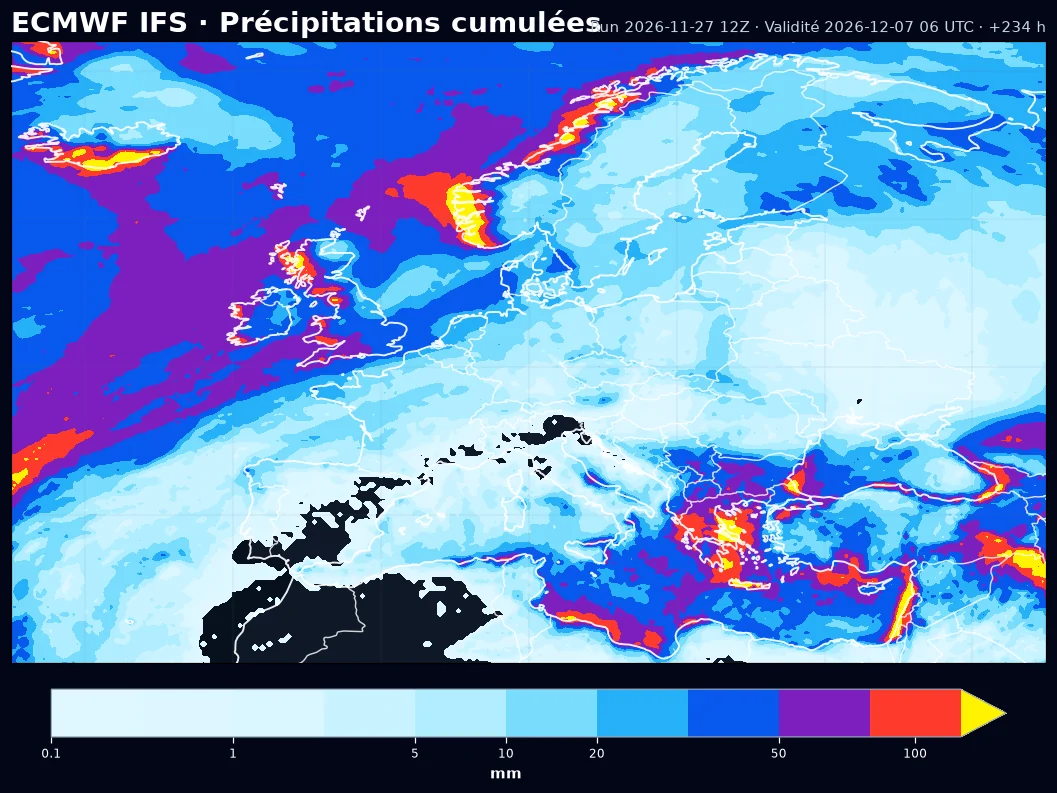 ECMWF IFS · Précipitations cumulées
Run 2026-11-27 12Z · Validité 2026-12-07 06 UTC · +234 h
0.1 1 5 10 20 50 100
mm